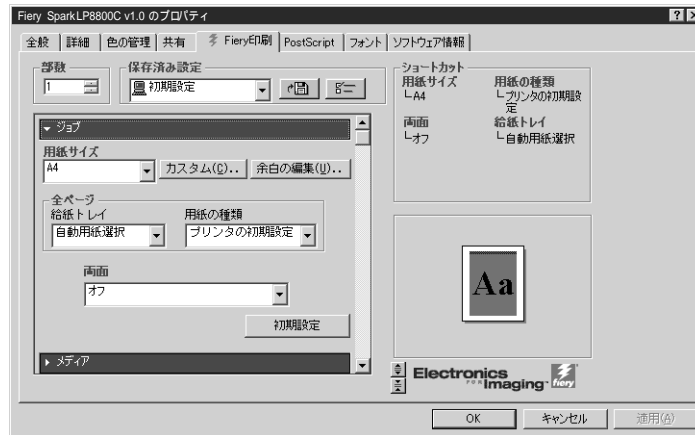 Fiery SparkLP8800C v1.0 のプロパティ
全般 詳細 色の管理 共有 Fiery印刷 PostScript フォント ソフトウェア情報
部数
1
保存済み設定
初期設定
ジョブ
用紙サイズ
A4
カスタム(C)..
余白の編集(U)..
全ページ
給紙トレイ
自動用紙選択
用紙の種類
プリンタの初期設定
両面
オフ
初期設定
メディア
ショートカット
用紙サイズ
A4
用紙の種類
プリンタの初期設
定
両面
オフ
給紙トレイ
自動用紙選択
Aa
Electronics
FOR Imaging
fiery
OK
キャンセル
適用(A)